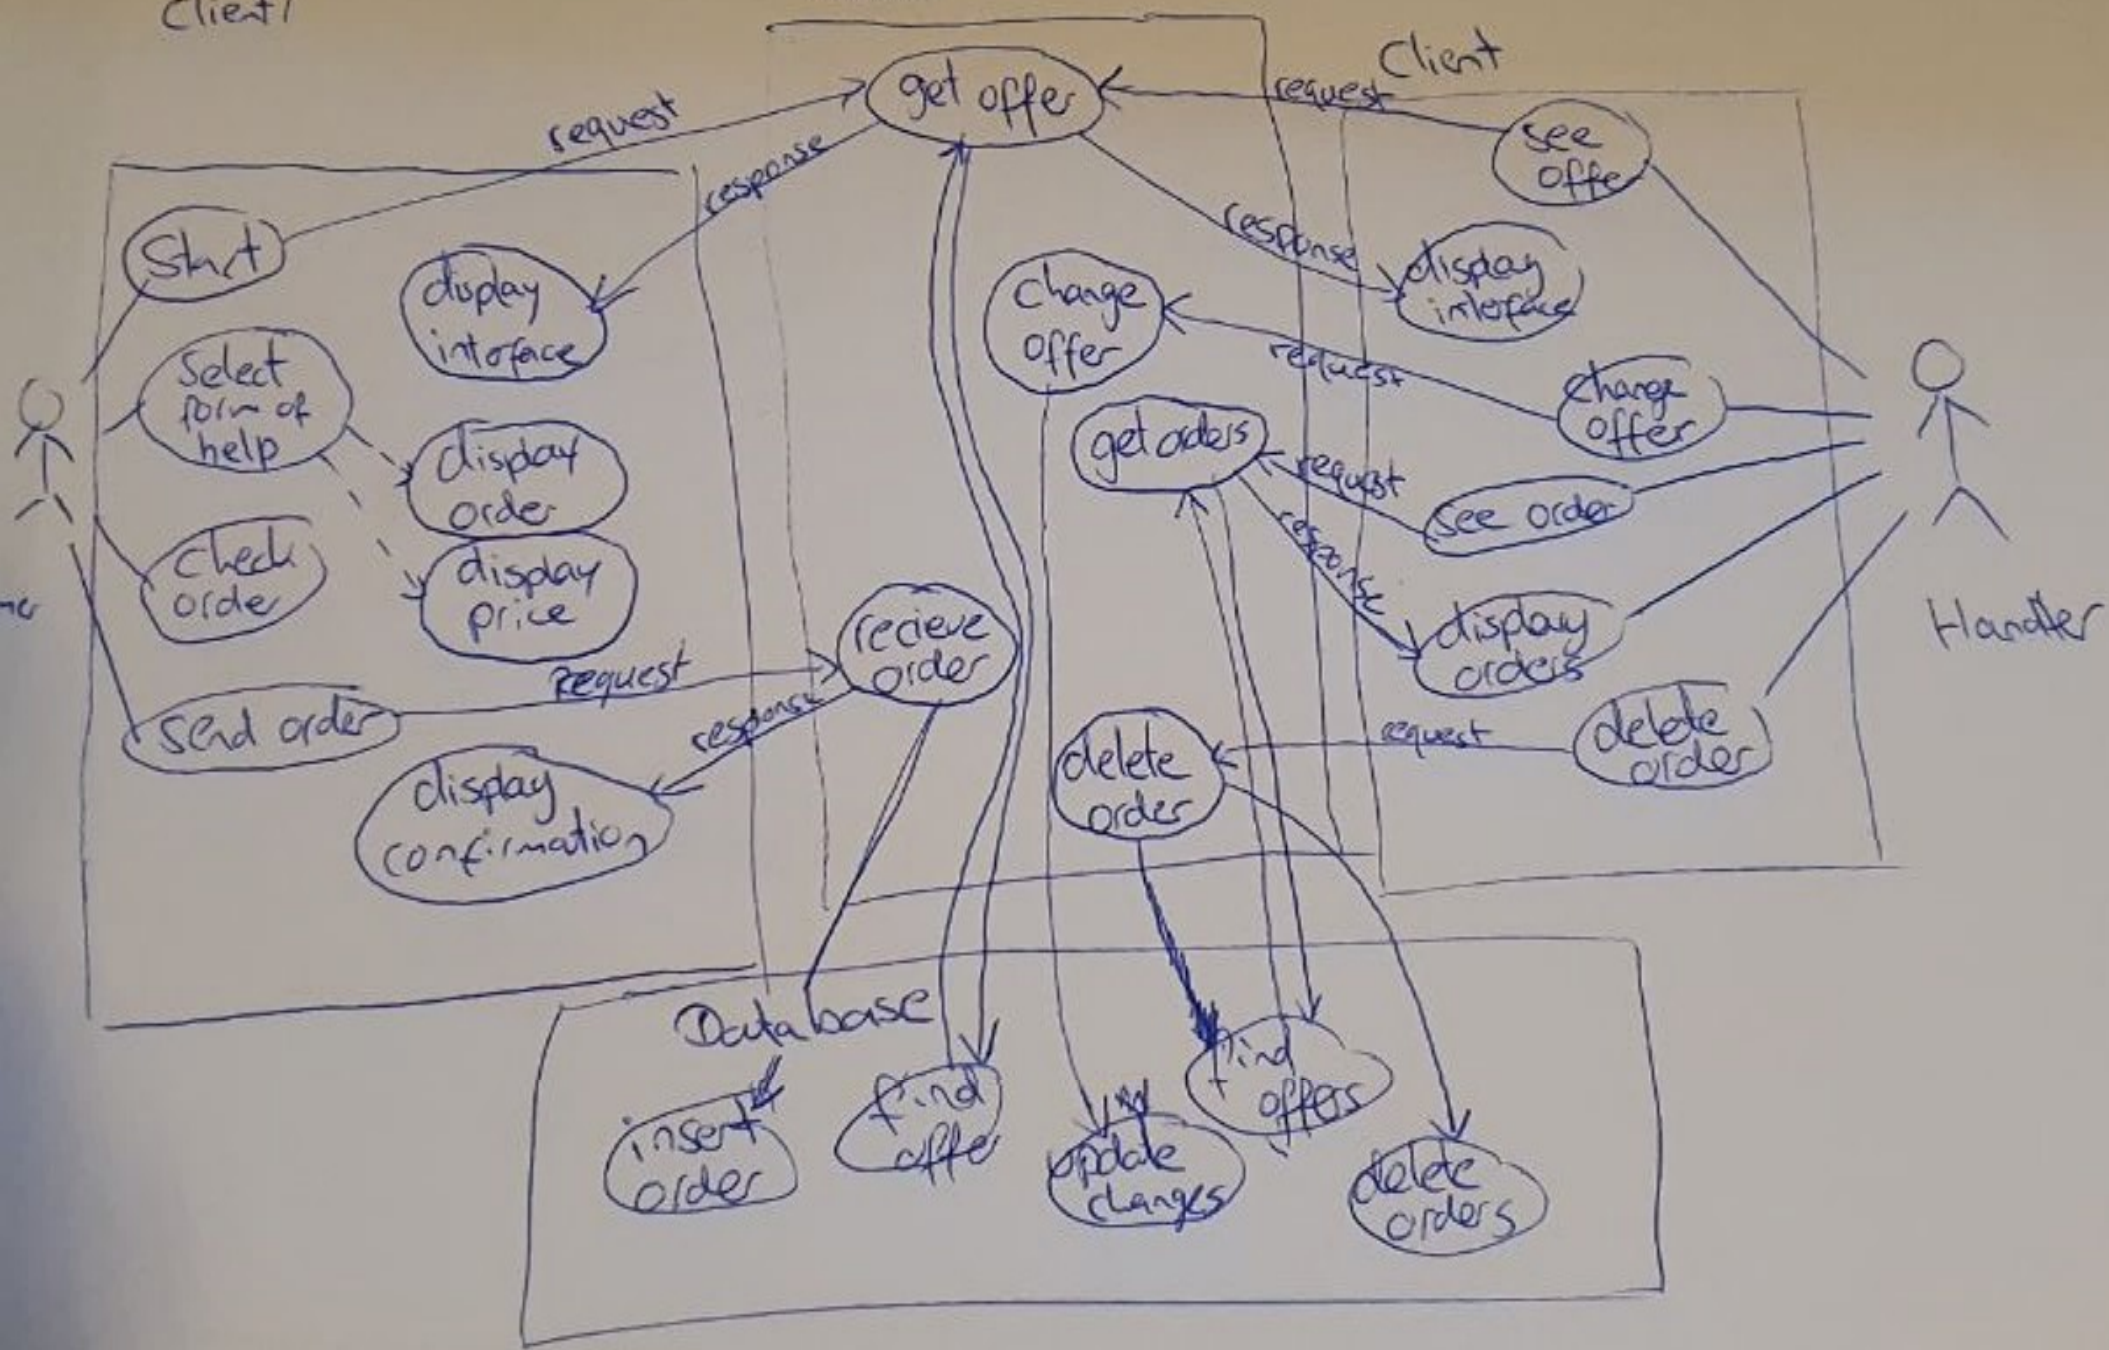 Client
Client
get offer
request
request
see
offe
response
Start
response
display
interface
display
intoface
change
offer
request
change
offer
Select
form of
help
get orders
request
see order
display
order
response
check
order
display
price
recieve
order
display
orders
Handler
request
send order
response
delete
order
request
delete
order
display
confirmation
Database
find
offers
insert
order
find
offer
update
changes
delete
orders